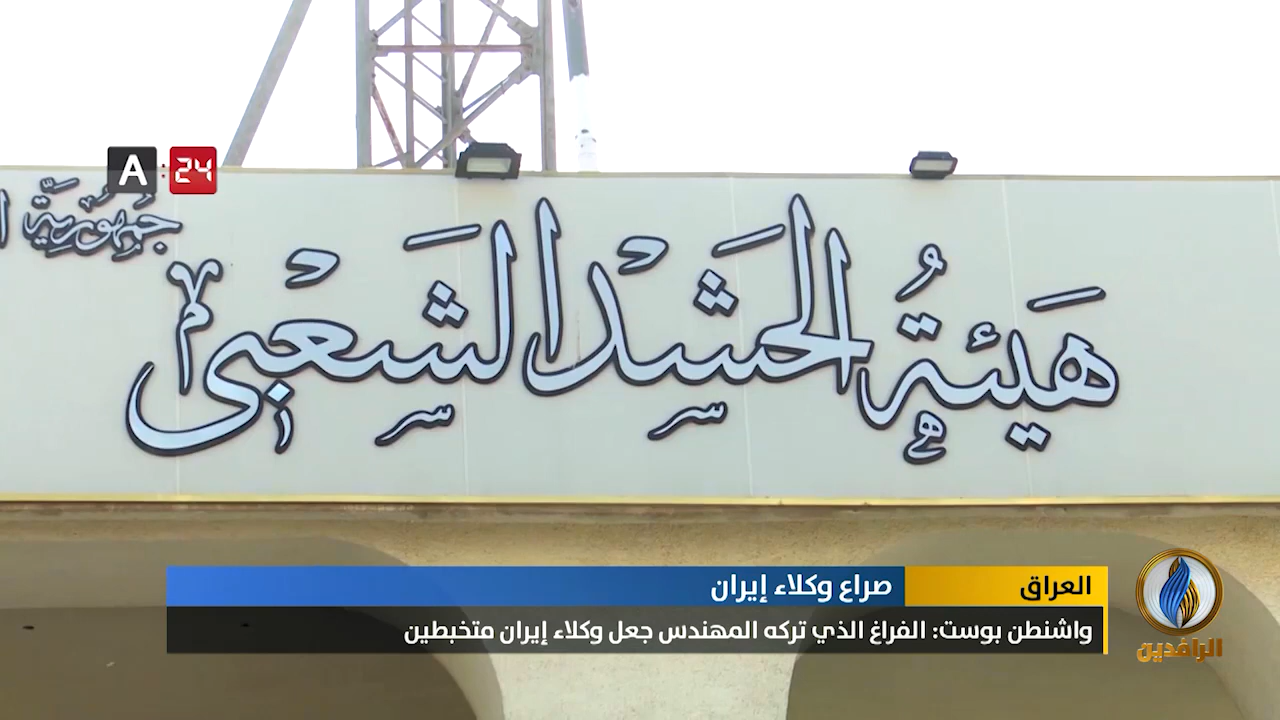 A 24
جمهورية
هَيئةُ الحشد الشعبي
العراق
صراع وكلاء إيران
واشنطن بوست: الفراغ الذي تركه المهندس جعل وكلاء إيران متخبطين
الرافدين